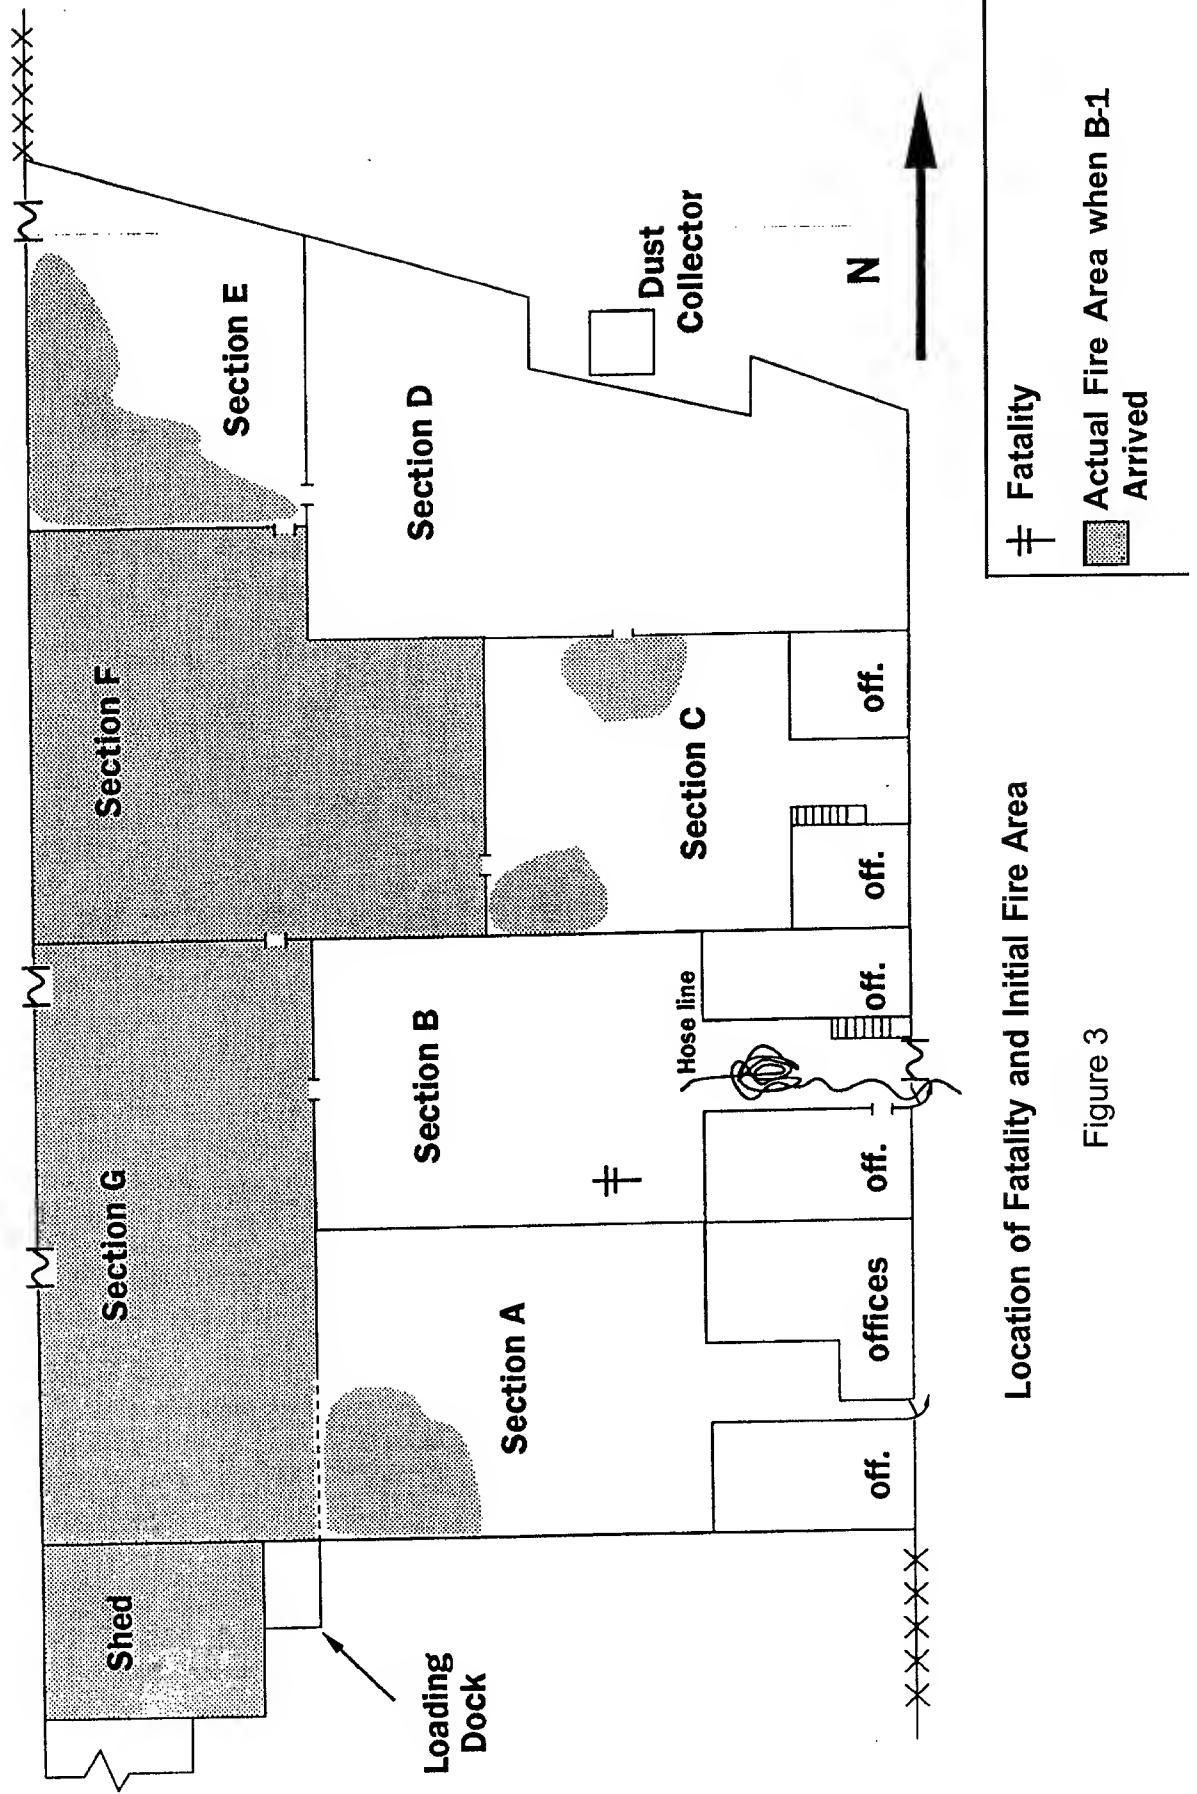 Shed
Section G
Section F
Section E
Loading
Dock
Section A
Section B
Section C
Section D
Hose line
Dust
Collector
off.
offices
off.
off.
off.
off.
N
Location of Fatality and Initial Fire Area
Figure 3
Fatality
Actual Fire Area when B-1
Arrived